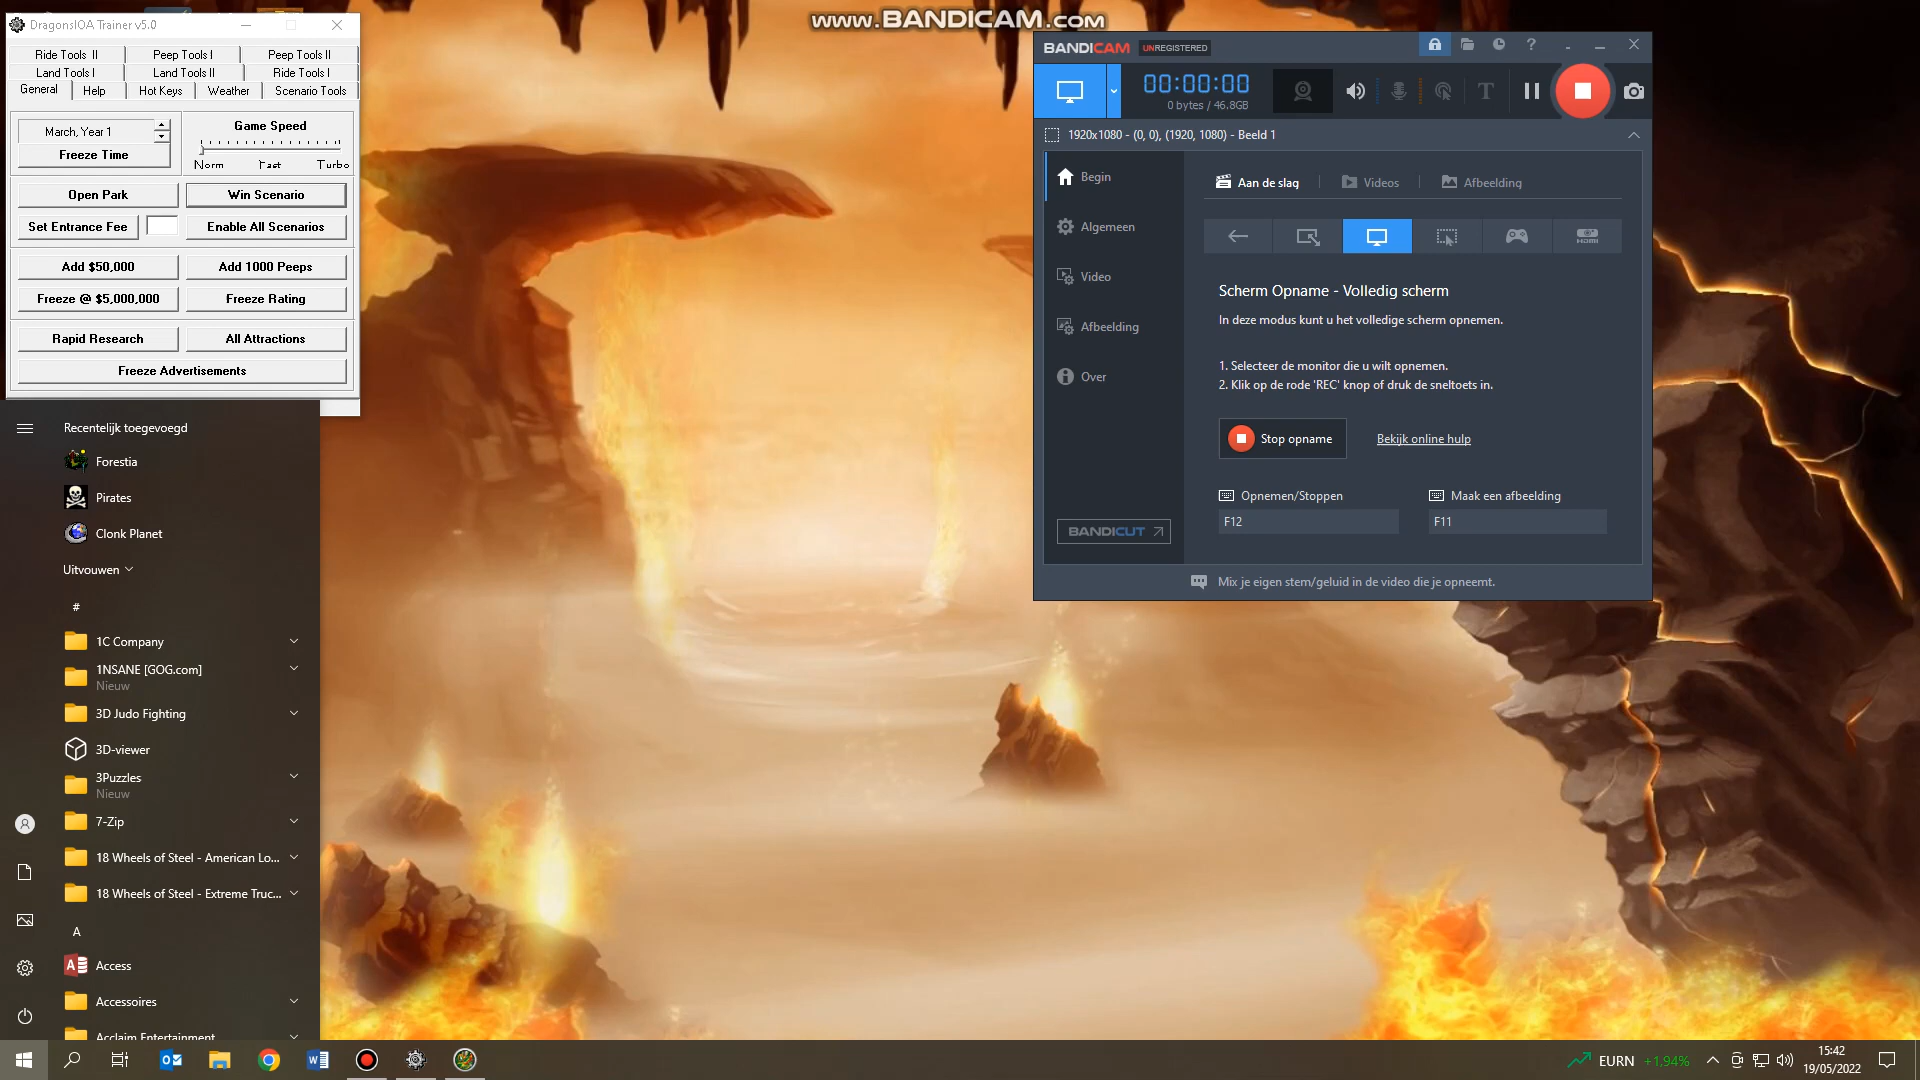 www.BANDICAM.com
DragonsIOA Trainer v5.0
Ride Tools II
Peep Tools I
Peep Tools II
Land Tools I
Land Tools II
Ride Tools I
General
Help
Hot Keys
Weather
Scenario Tools
March, Year 1
Freeze Time
Game Speed
Norm
Fast
Turbo
Open Park
Win Scenario
Set Entrance Fee
Enable All Scenarios
Add $50,000
Add 1000 Peeps
Freeze @ $5,000,000
Freeze Rating
Rapid Research
All Attractions
Freeze Advertisements
Recentelijk toegevoegd
Forestia
Pirates
Clonk Planet
Uitvouwen
#
1C Company
1NSANE [GOG.com]
Nieuw
3D Judo Fighting
3D-viewer
3Puzzles
Nieuw
7-Zip
18 Wheels of Steel - American Lo...
18 Wheels of Steel - Extreme Truc...
A
Access
Accessoires
Acclaim Entertainment
BANDICAM UNREGISTERED
00:00:00
0 bytes / 46.8GB
1920x1080 - (0, 0), (1920, 1080) - Beeld 1
Begin
Algemeen
Video
Afbeelding
Over
BANDICUT
Aan de slag
Videos
Afbeelding
HDMI
Scherm Opname - Volledig scherm
In deze modus kunt u het volledige scherm opnemen.
1. Selecteer de monitor die u wilt opnemen.
2. Klik op de rode 'REC' knop of druk de sneltoets in.
Stop opname
Bekijk online hulp
Opnemen/Stoppen
Maak een afbeelding
F12
F11
Mix je eigen stem/geluid in de video die je opneemt.
EURN +1,94%
15:42
19/05/2022